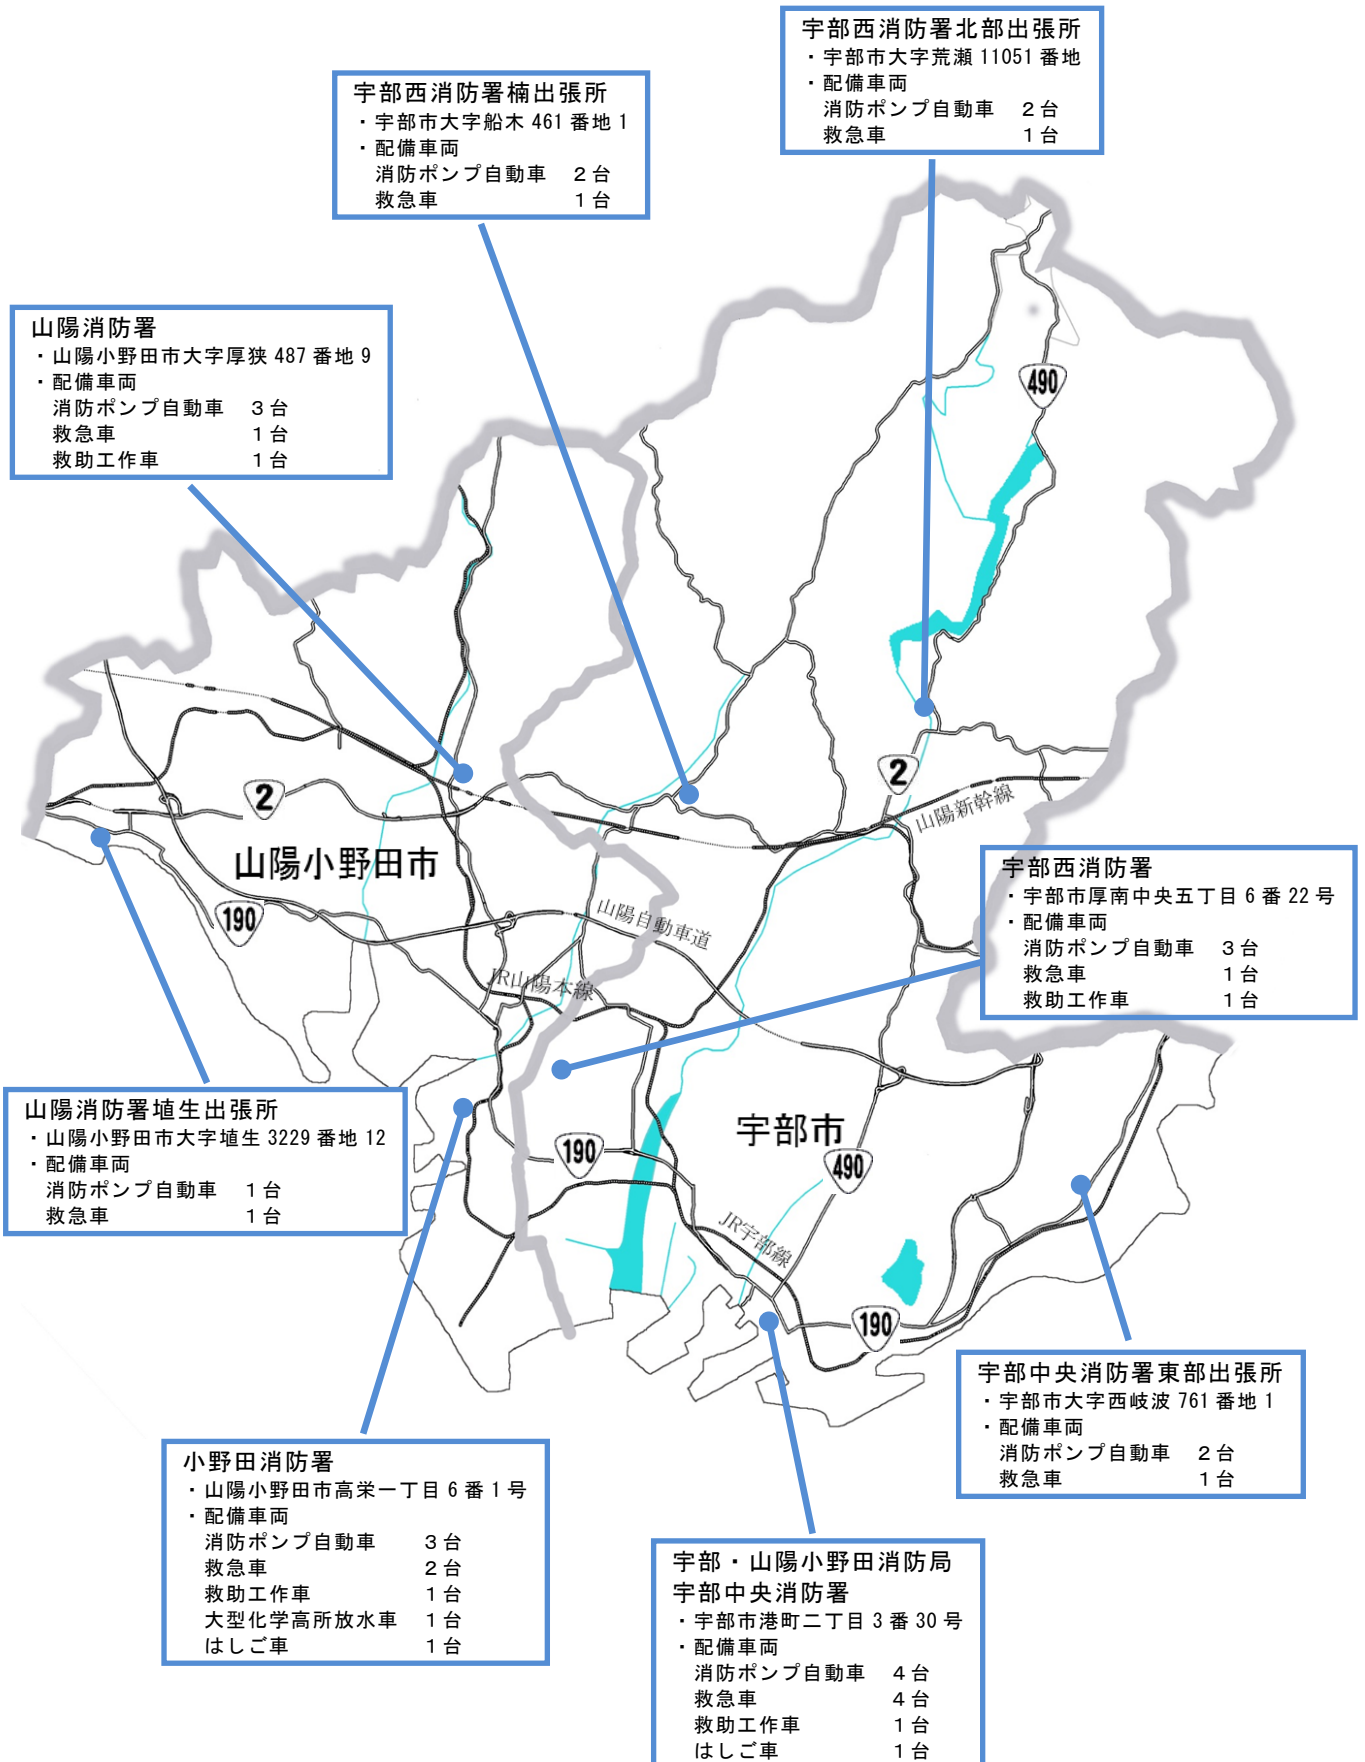 宇部西消防署北部出張所
・宇部市大字荒瀬 11051 番地
・配備車両
消防ポンプ自動車 2台
救急車 1台
宇部西消防署楠出張所
・宇部市大字船木 461 番地 1
・配備車両
消防ポンプ自動車 2台
救急車 1台
山陽消防署
・山陽小野田市大字厚狭 487 番地 9
・配備車両
消防ポンプ自動車 3台
救急車 1台
救助工作車 1台
490
2
2
山陽新幹線
山陽小野田市
190
山陽自動車道
JR山陽本線
宇部西消防署
・宇部市厚南中央五丁目 6 番 22 号
・配備車両
消防ポンプ自動車 3台
救急車 1台
救助工作車 1台
山陽消防署埴生出張所
・山陽小野田市大字埴生 3229 番地 12
・配備車両
消防ポンプ自動車 1台
救急車 1台
宇部市
190
490
JR宇部線
190
宇部中央消防署東部出張所
・宇部市大字西岐波 761 番地 1
・配備車両
消防ポンプ自動車 2台
救急車 1台
小野田消防署
・山陽小野田市高栄一丁目 6 番 1 号
・配備車両
消防ポンプ自動車 3台
救急車 2台
救助工作車 1台
大型化学高所放水車 1台
はしご車 1台
宇部・山陽小野田消防局
宇部中央消防署
・宇部市港町二丁目 3 番 30 号
・配備車両
消防ポンプ自動車 4台
救急車 4台
救助工作車 1台
はしご車 1台